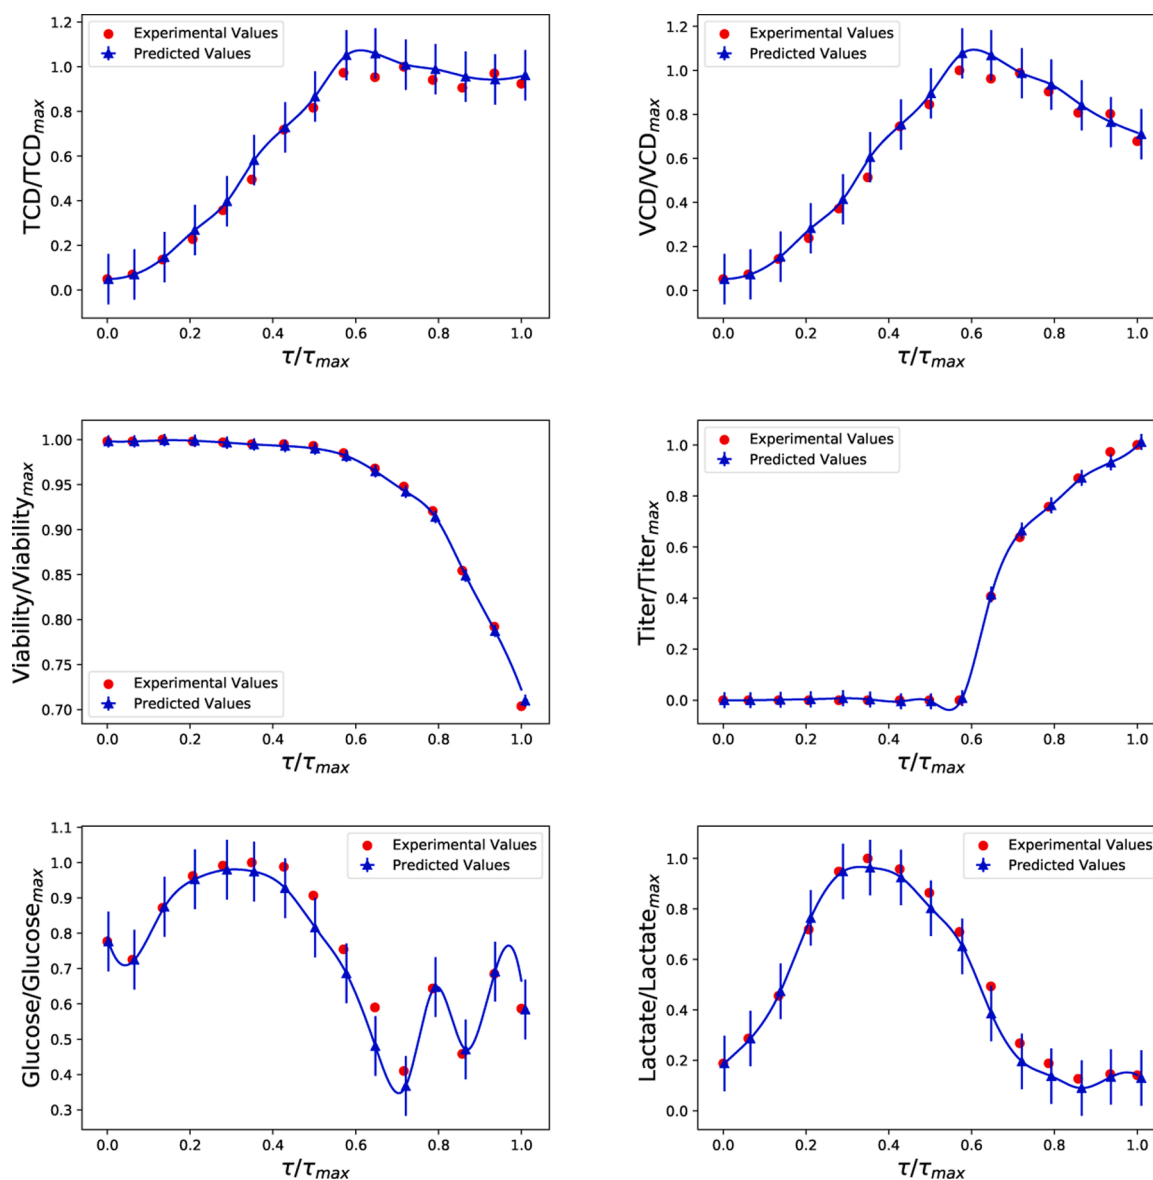 TCD/TCDmax
1.2
1.0
0.8
0.6
0.4
0.2
0.0
Experimental Values
Predicted Values
0.0 0.2 0.4 0.6 0.8 1.0
τ/τmax
VCD/VCDmax
1.2
1.0
0.8
0.6
0.4
0.2
0.0
Experimental Values
Predicted Values
0.0 0.2 0.4 0.6 0.8 1.0
τ/τmax
Viability/Viabilitymax
1.00
0.95
0.90
0.85
0.80
0.75
0.70
Experimental Values
Predicted Values
0.0 0.2 0.4 0.6 0.8 1.0
τ/τmax
Titer/Titermax
1.0
0.8
0.6
0.4
0.2
0.0
Experimental Values
Predicted Values
0.0 0.2 0.4 0.6 0.8 1.0
τ/τmax
Glucose/Glucosemax
1.1
1.0
0.9
0.8
0.7
0.6
0.5
0.4
0.3
Experimental Values
Predicted Values
0.0 0.2 0.4 0.6 0.8 1.0
τ/τmax
Lactate/Lactatemax
1.0
0.8
0.6
0.4
0.2
0.0
Experimental Values
Predicted Values
0.0 0.2 0.4 0.6 0.8 1.0
τ/τmax